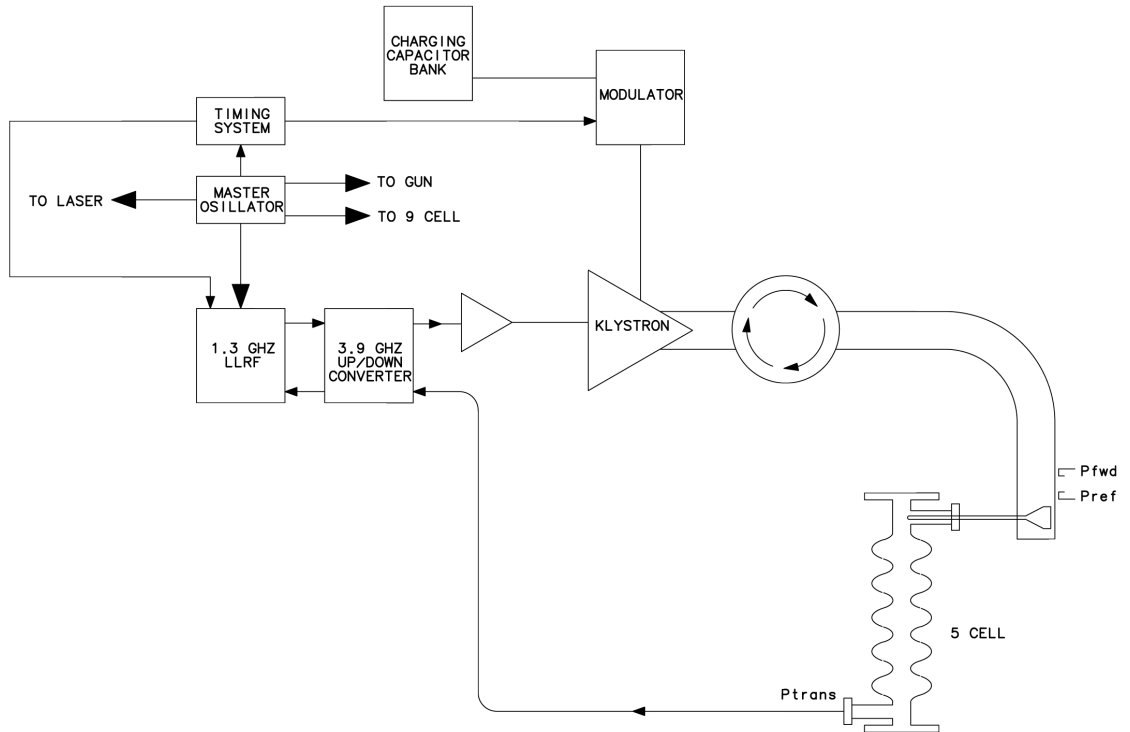 CHARGING
CAPACITOR
BANK
MODULATOR
TIMING
SYSTEM
MASTER
OSILLATOR
TO LASER
TO GUN
TO 9 CELL
1.3 GHZ
LLRF
3.9 GHZ
UP/DOWN
CONVERTER
KLYSTRON
Pfwd
Pref
5 CELL
Ptrans